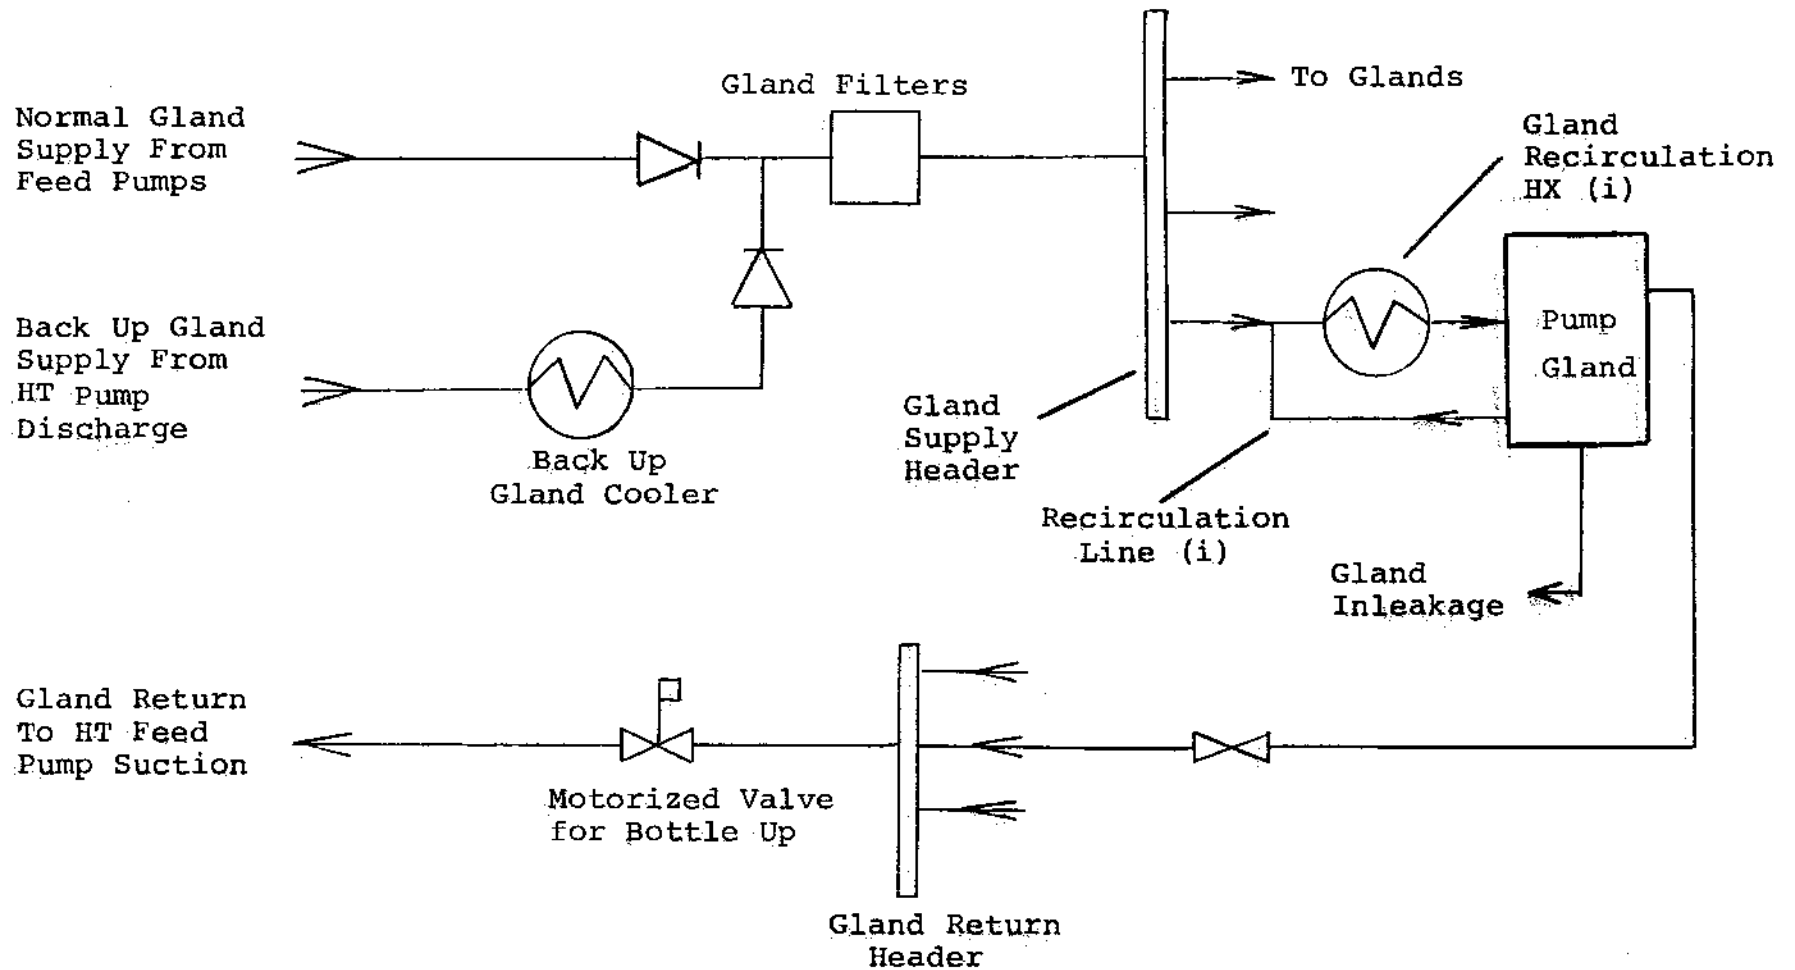 Gland Filters
To Glands
Normal Gland
Supply From
Feed Pumps
Gland
Recirculation
HX (i)
Back Up Gland
Supply From
HT Pump
Discharge
Pump
Gland
Back Up
Gland Cooler
Gland
Supply
Header
Recirculation
Line (i)
Gland
Inleakage
Gland Return
To HT Feed
Pump Suction
Motorized Valve
for Bottle Up
Gland Return
Header